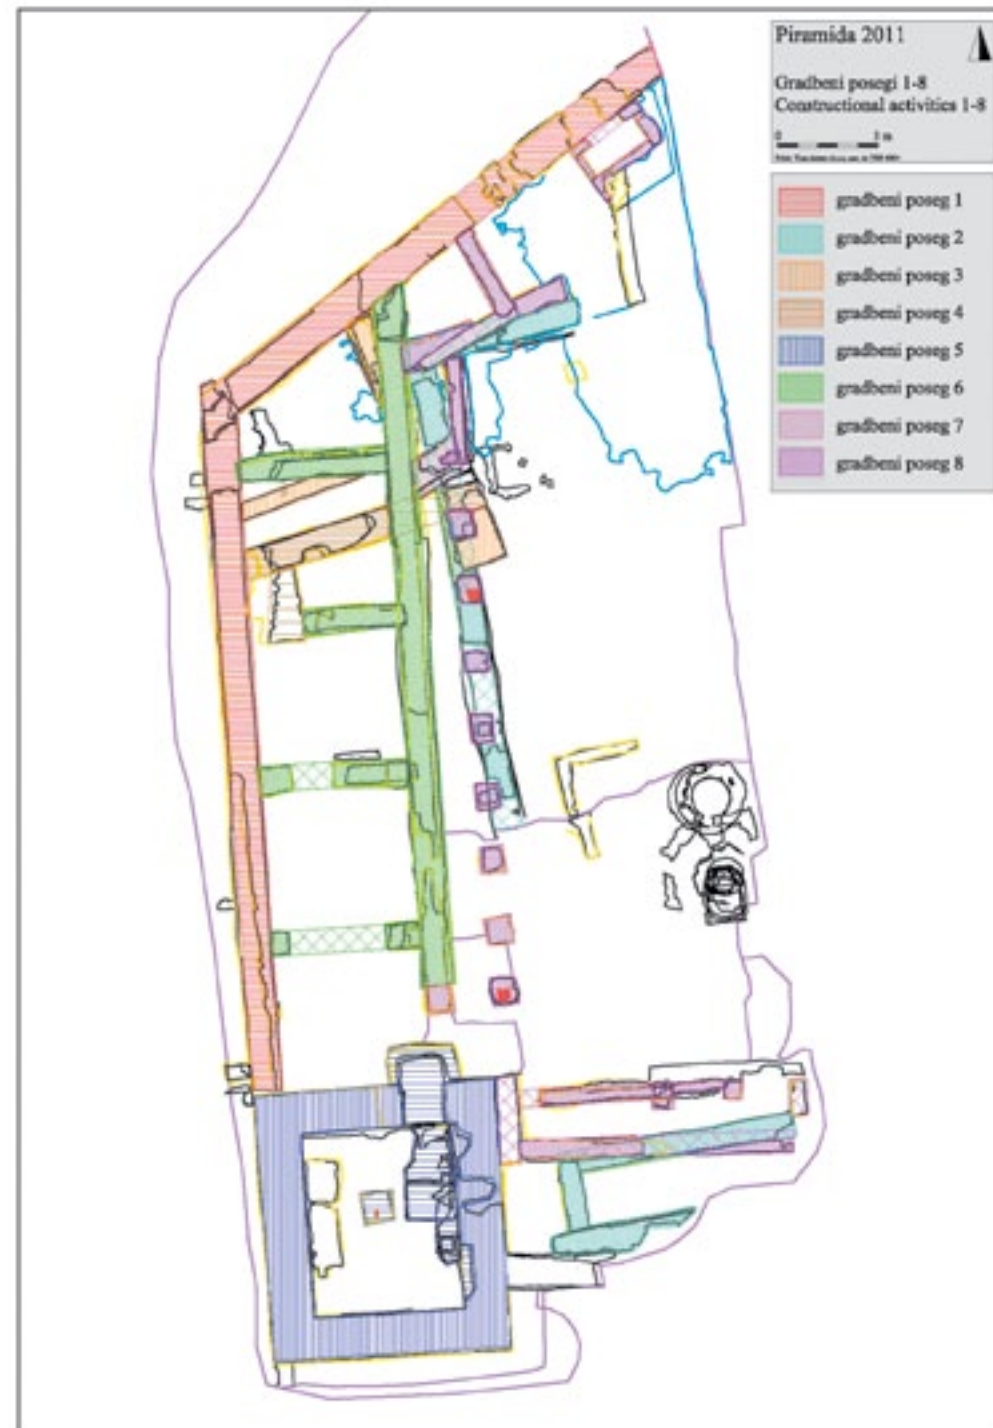 Piramida 2011
Gradbeni posegi 1-8
Constructional activities 1-8
0
gradbeni poseg 1
gradbeni poseg 2
gradbeni poseg 3
gradbeni poseg 4
gradbeni poseg 5
gradbeni poseg 6
gradbeni poseg 7
gradbeni poseg 8